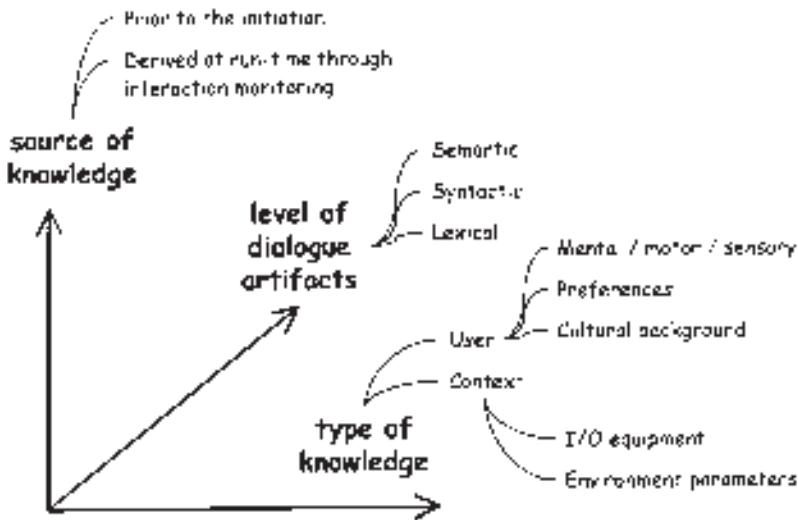 Prior to the initiation
Derived at run-time through
interaction monitoring
source of
knowledge
Semantic
Syntactic
Lexical
level of
dialogue
artifacts
Mental / motor / sensory
Preferences
Cultural background
User
Context
type of
knowledge
I/O equipment
Environment parameters